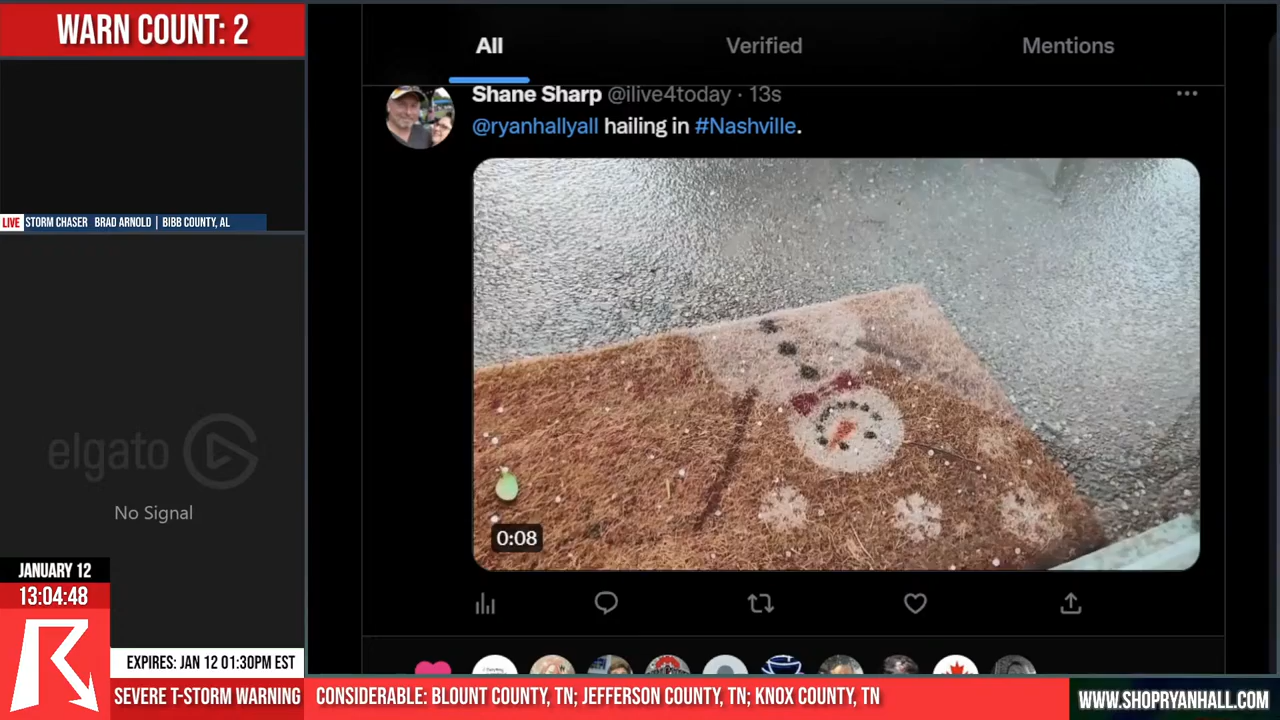 WARN COUNT: 2
All
Verified
Mentions
Shane Sharp @ilive4today · 13s
@ryanhallyall hailing in #Nashville.
LIVE STORM CHASER BRAD ARNOLD | BIBB COUNTY, AL
elgato
No Signal
0:08
JANUARY 12
13:04:48
EXPIRES: JAN 12 01:30PM EST
SEVERE T-STORM WARNING
CONSIDERABLE: BLOUNT COUNTY, TN; JEFFERSON COUNTY, TN; KNOX COUNTY, TN
WWW.SHOPRYANHALL.COM